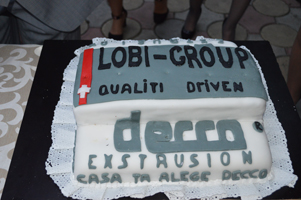 LOBI-GROUP
QUALITI DRIVEN
decco
EXSTRUSION
CASA TA ALEGE DECCO